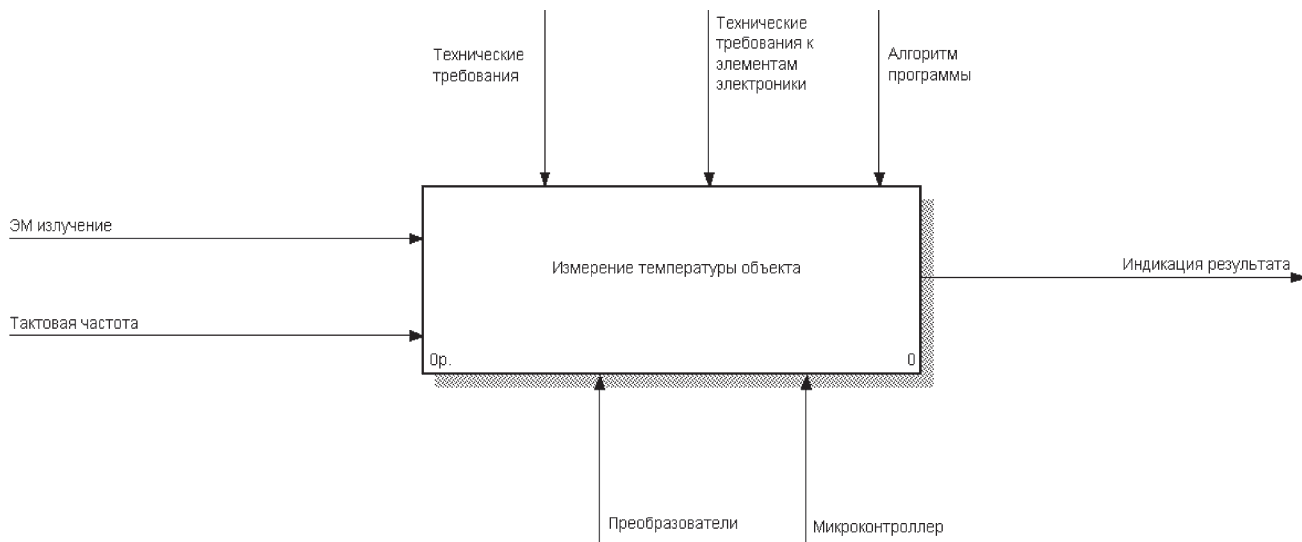 Технические
требования
Технические
требования к
элементам
электроники
Алгоритм
программы
ЭМ излучение
Тактовая частота
Измерение температуры объекта
0р.
0
Индикация результата
Преобразователи
Микроконтроллер